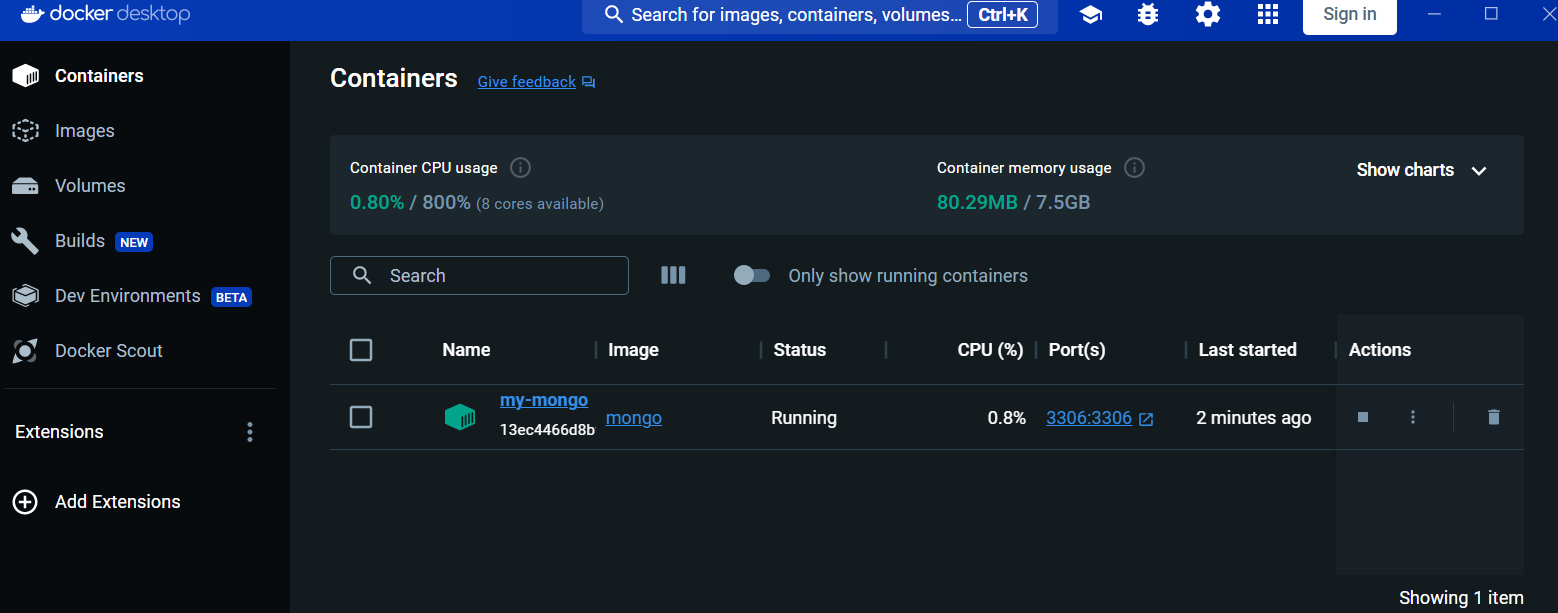 docker desktop
Search for images, containers, volumes... Ctrl+K
Sign in
Containers
Images
Volumes
Builds NEW
Dev Environments BETA
Docker Scout
Extensions
Add Extensions
Containers Give feedback
Container CPU usage
0.80% / 800% (8 cores available)
Container memory usage
80.29MB / 7.5GB
Show charts
Search
Only show running containers
Name Image Status CPU (%) Port(s) Last started Actions
my-mongo
13ec4466d8b
mongo Running 0.8% 3306:3306 2 minutes ago
Showing 1 item